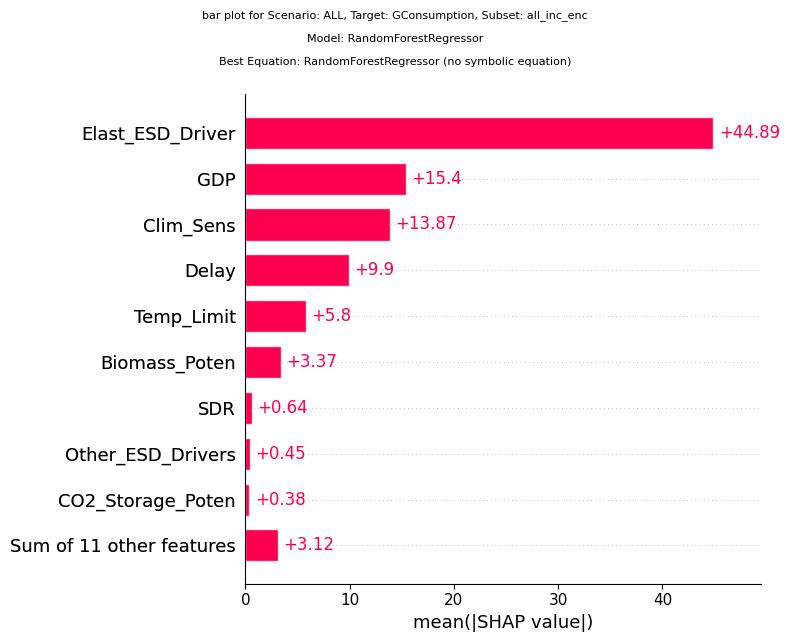 bar plot for Scenario: ALL, Target: GConsumption, Subset: all_inc_enc
Model: RandomForestRegressor
Best Equation: RandomForestRegressor (no symbolic equation)
Elast_ESD_Driver +44.89
GDP +15.4
Clim_Sens +13.87
Delay +9.9
Temp_Limit +5.8
Biomass_Poten +3.37
SDR +0.64
Other_ESD_Drivers +0.45
CO2_Storage_Poten +0.38
Sum of 11 other features +3.12
0 10 20 30 40
mean(|SHAP value|)